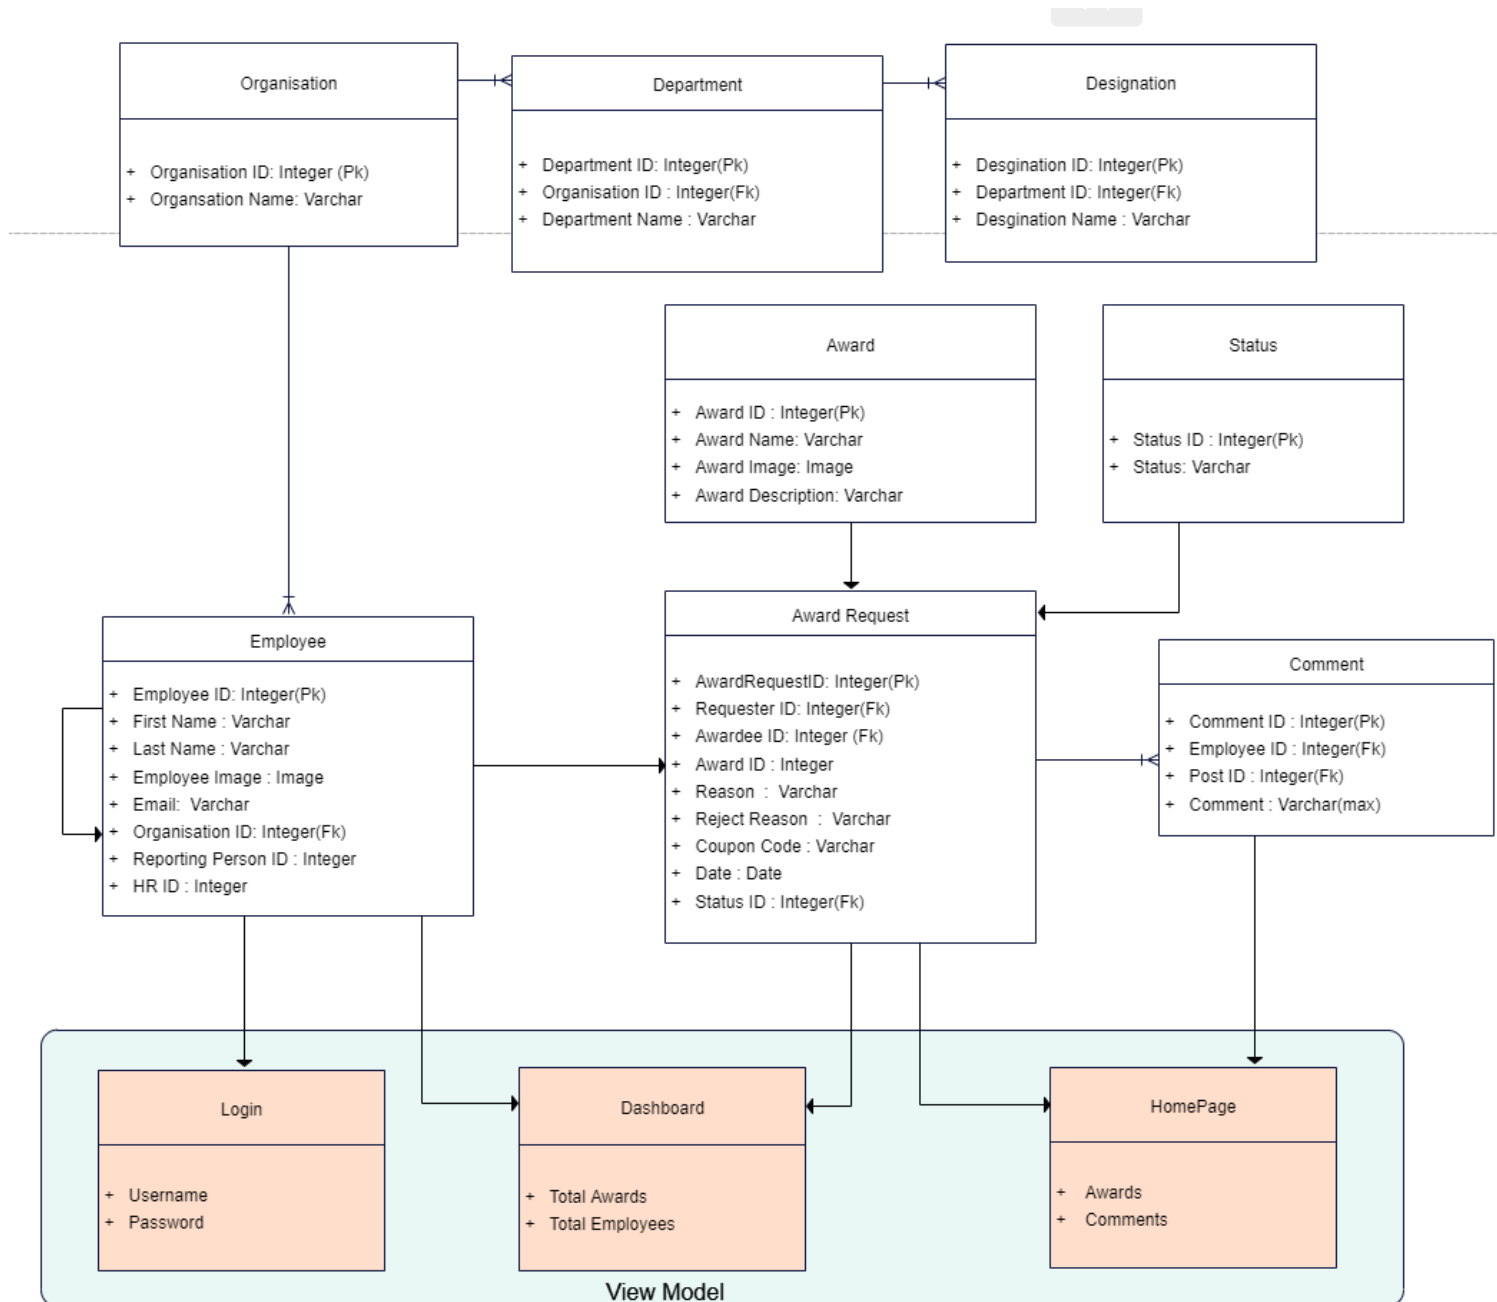 Organisation
+ Organisation ID: Integer (Pk)
+ Organsation Name: Varchar
Department
+ Department ID: Integer(Pk)
+ Organisation ID : Integer(Fk)
+ Department Name : Varchar
Designation
+ Desgination ID: Integer(Pk)
+ Department ID: Integer(Fk)
+ Desgination Name : Varchar
Award
+ Award ID : Integer(Pk)
+ Award Name: Varchar
+ Award Image: Image
+ Award Description: Varchar
Status
+ Status ID : Integer(Pk)
+ Status: Varchar
Employee
+ Employee ID: Integer(Pk)
+ First Name : Varchar
+ Last Name : Varchar
+ Employee Image : Image
+ Email: Varchar
+ Organisation ID: Integer(Fk)
+ Reporting Person ID : Integer
+ HR ID : Integer
Award Request
+ AwardRequestID: Integer(Pk)
+ Requester ID: Integer(Fk)
+ Awardee ID: Integer (Fk)
+ Award ID : Integer
+ Reason : Varchar
+ Reject Reason : Varchar
+ Coupon Code : Varchar
+ Date : Date
+ Status ID : Integer(Fk)
Comment
+ Comment ID : Integer(Pk)
+ Employee ID : Integer(Fk)
+ Post ID : Integer(Fk)
+ Comment : Varchar(max)
Login
+ Username
+ Password
Dashboard
+ Total Awards
+ Total Employees
HomePage
+ Awards
+ Comments
View Model